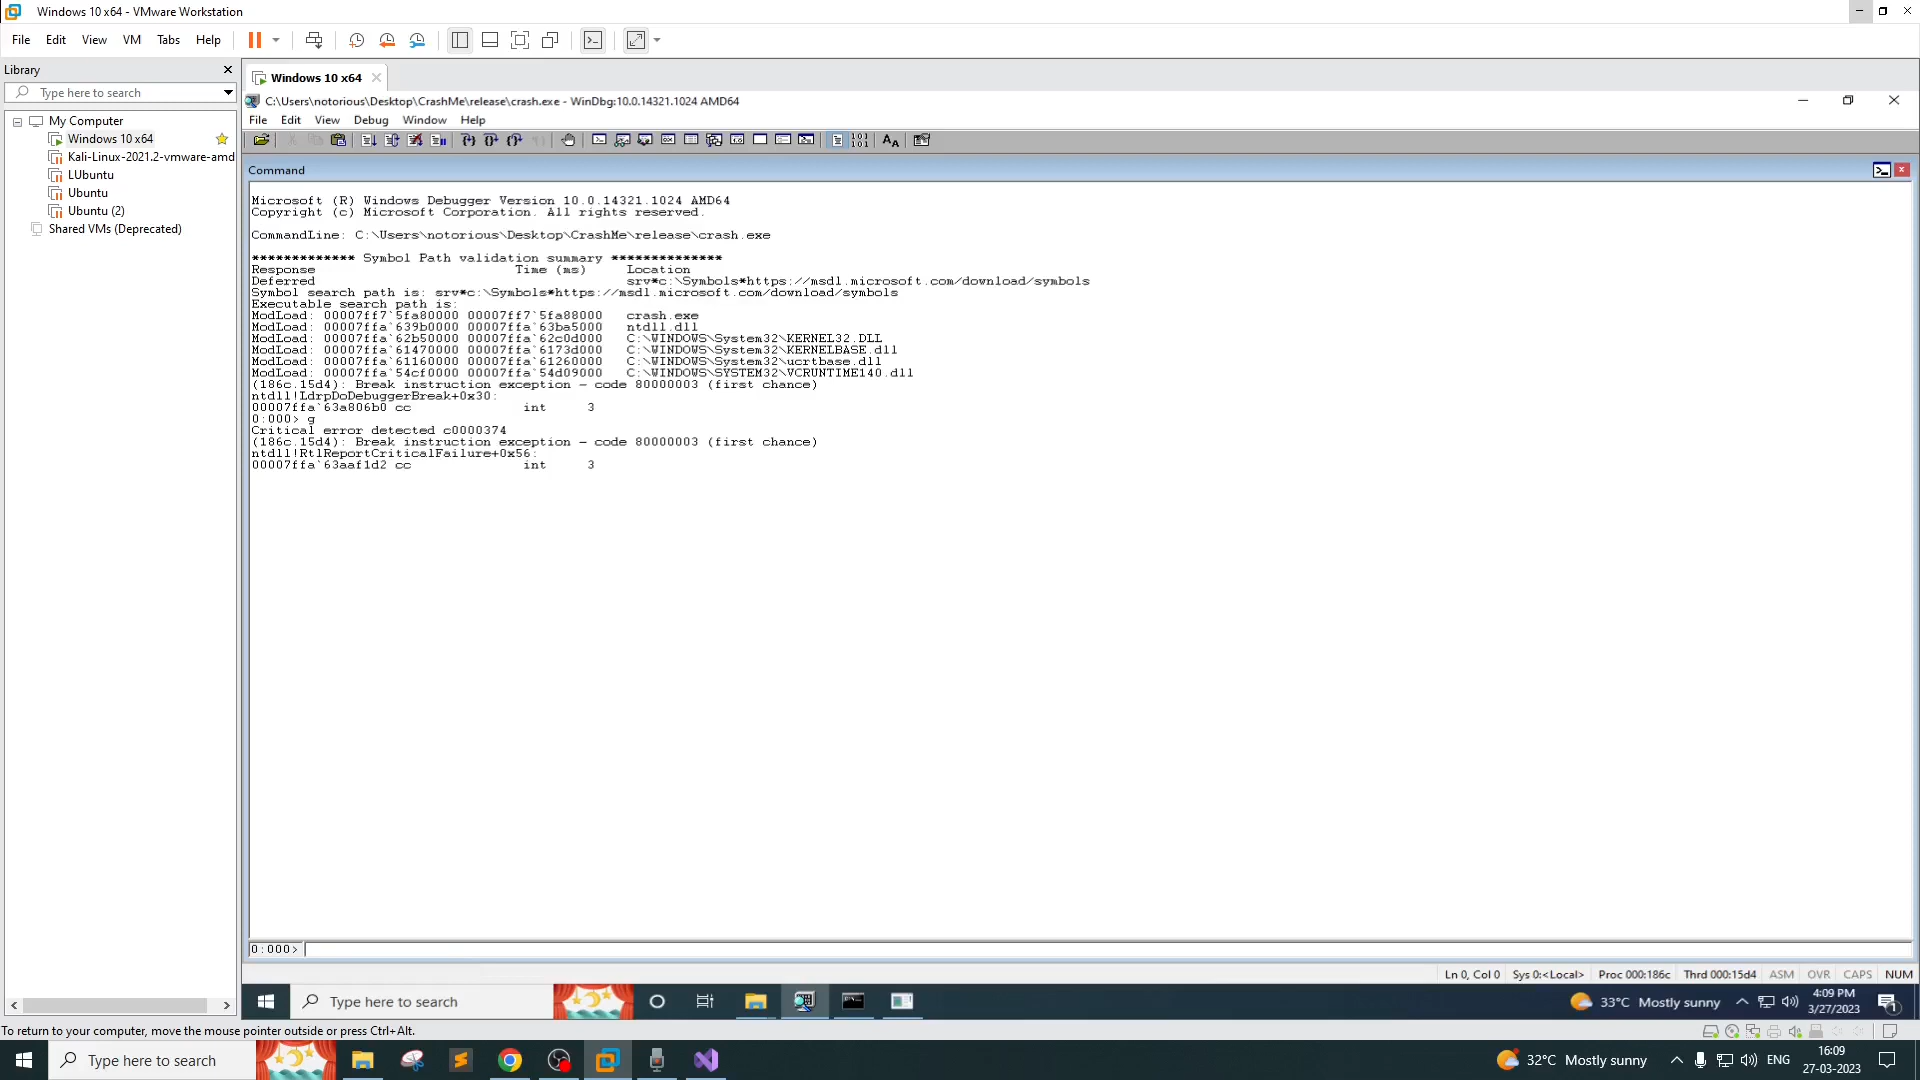 Windows 10 x64 - VMware Workstation
File Edit View VM Tabs Help
Library
Type here to search
My Computer
Windows 10 x64
Kali-Linux-2021.2-vmware-amd
LUbuntu
Ubuntu
Ubuntu (2)
Shared VMs (Deprecated)
Windows 10 x64
C:\Users\notorious\Desktop\CrashMe\release\crash.exe - WinDbg:10.0.14321.1024 AMD64
File Edit View Debug Window Help
Command
Microsoft (R) Windows Debugger Version 10.0.14321.1024 AMD64
Copyright (c) Microsoft Corporation. All rights reserved.
CommandLine: C:\Users\notorious\Desktop\CrashMe\release\crash.exe
************* Symbol Path validation summary **************
Response Time (ms) Location
Deferred srv*c:\Symbols*https://msdl.microsoft.com/download/symbols
Symbol search path is: srv*c:\Symbols*https://msdl.microsoft.com/download/symbols
Executable search path is:
ModLoad: 00007ff7`5fa80000 00007ff7`5fa88000 crash.exe
ModLoad: 00007ffa`639b0000 00007ffa`63ba5000 ntdll.dll
ModLoad: 00007ffa`62b50000 00007ffa`62c0d000 C:\WINDOWS\System32\KERNEL32.DLL
ModLoad: 00007ffa`61470000 00007ffa`6173d000 C:\WINDOWS\System32\KERNELBASE.dll
ModLoad: 00007ffa`61160000 00007ffa`61260000 C:\WINDOWS\System32\ucrtbase.dll
ModLoad: 00007ffa`54cf0000 00007ffa`54d09000 C:\WINDOWS\SYSTEM32\VCRUNTIME140.dll
(186c.15d4): Break instruction exception - code 80000003 (first chance)
ntdll!LdrpDoDebuggerBreak+0x30:
00007ffa`63a806b0 cc int 3
0:000> g
Critical error detected c0000374
(186c.15d4): Break instruction exception - code 80000003 (first chance)
ntdll!RtlReportCriticalFailure+0x56:
00007ffa`63aaf1d2 cc int 3
0:000>
Ln 0, Col 0 Sys 0:<Local> Proc 000:186c Thrd 000:15d4 ASM OVR CAPS NUM
Type here to search
33°C Mostly sunny
4:09 PM
3/27/2023
1
To return to your computer, move the mouse pointer outside or press Ctrl+Alt.
Type here to search
32°C Mostly sunny
ENG
16:09
27-03-2023